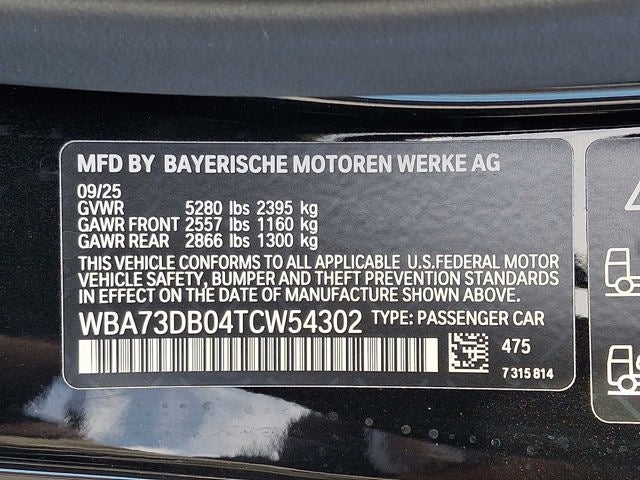 MFD BY BAYERISCHE MOTOREN WERKE AG
09/25
GVWR 5280 lbs 2395 kg
GAWR FRONT 2557 lbs 1160 kg
GAWR REAR 2866 lbs 1300 kg
THIS VEHICLE CONFORMS TO ALL APPLICABLE U.S.FEDERAL MOTOR
VEHICLE SAFETY, BUMPER AND THEFT PREVENTION STANDARDS
IN EFFECT ON THE DATE OF MANUFACTURE SHOWN ABOVE.
WBA73DB04TCW54302 TYPE: PASSENGER CAR
475
7 315 814